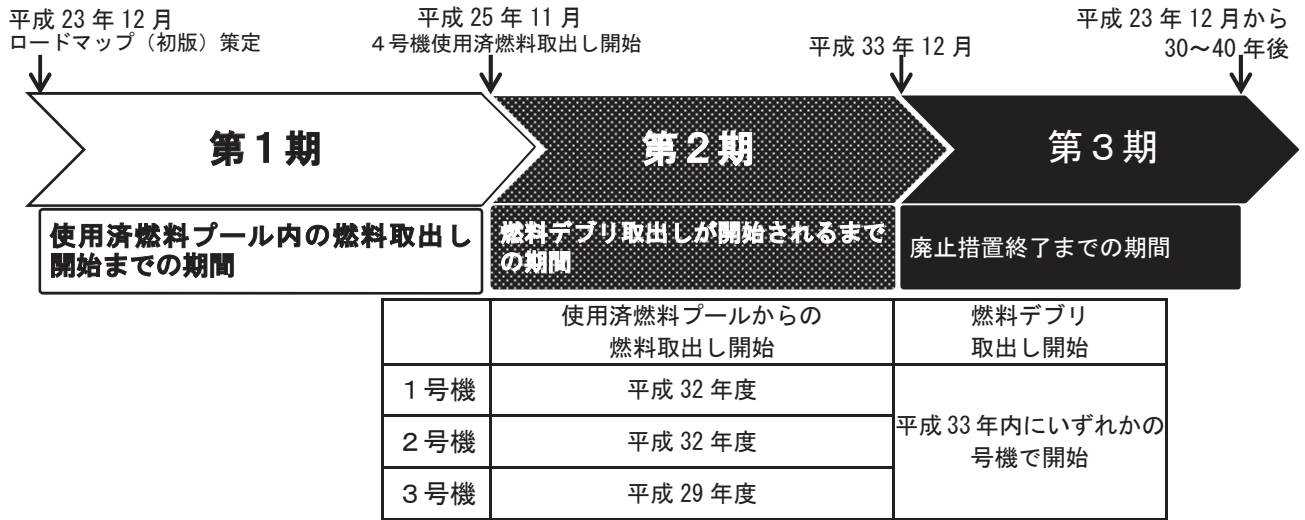 平成 23 年 12 月
ロードマップ（初版）策定
平成 25 年 11 月
４号機使用済燃料取出し開始
平成 33 年 12 月
平成 23 年 12 月から
30～40 年後
第１期
第２期
第３期
使用済燃料プール内の燃料取出し
開始までの期間
燃料デブリ取出しが開始されるまで
の期間
廃止措置終了までの期間
使用済燃料プールからの
燃料取出し開始
燃料デブリ
取出し開始
１号機
平成 32 年度
２号機
平成 32 年度
３号機
平成 29 年度
平成 33 年内にいずれかの
号機で開始